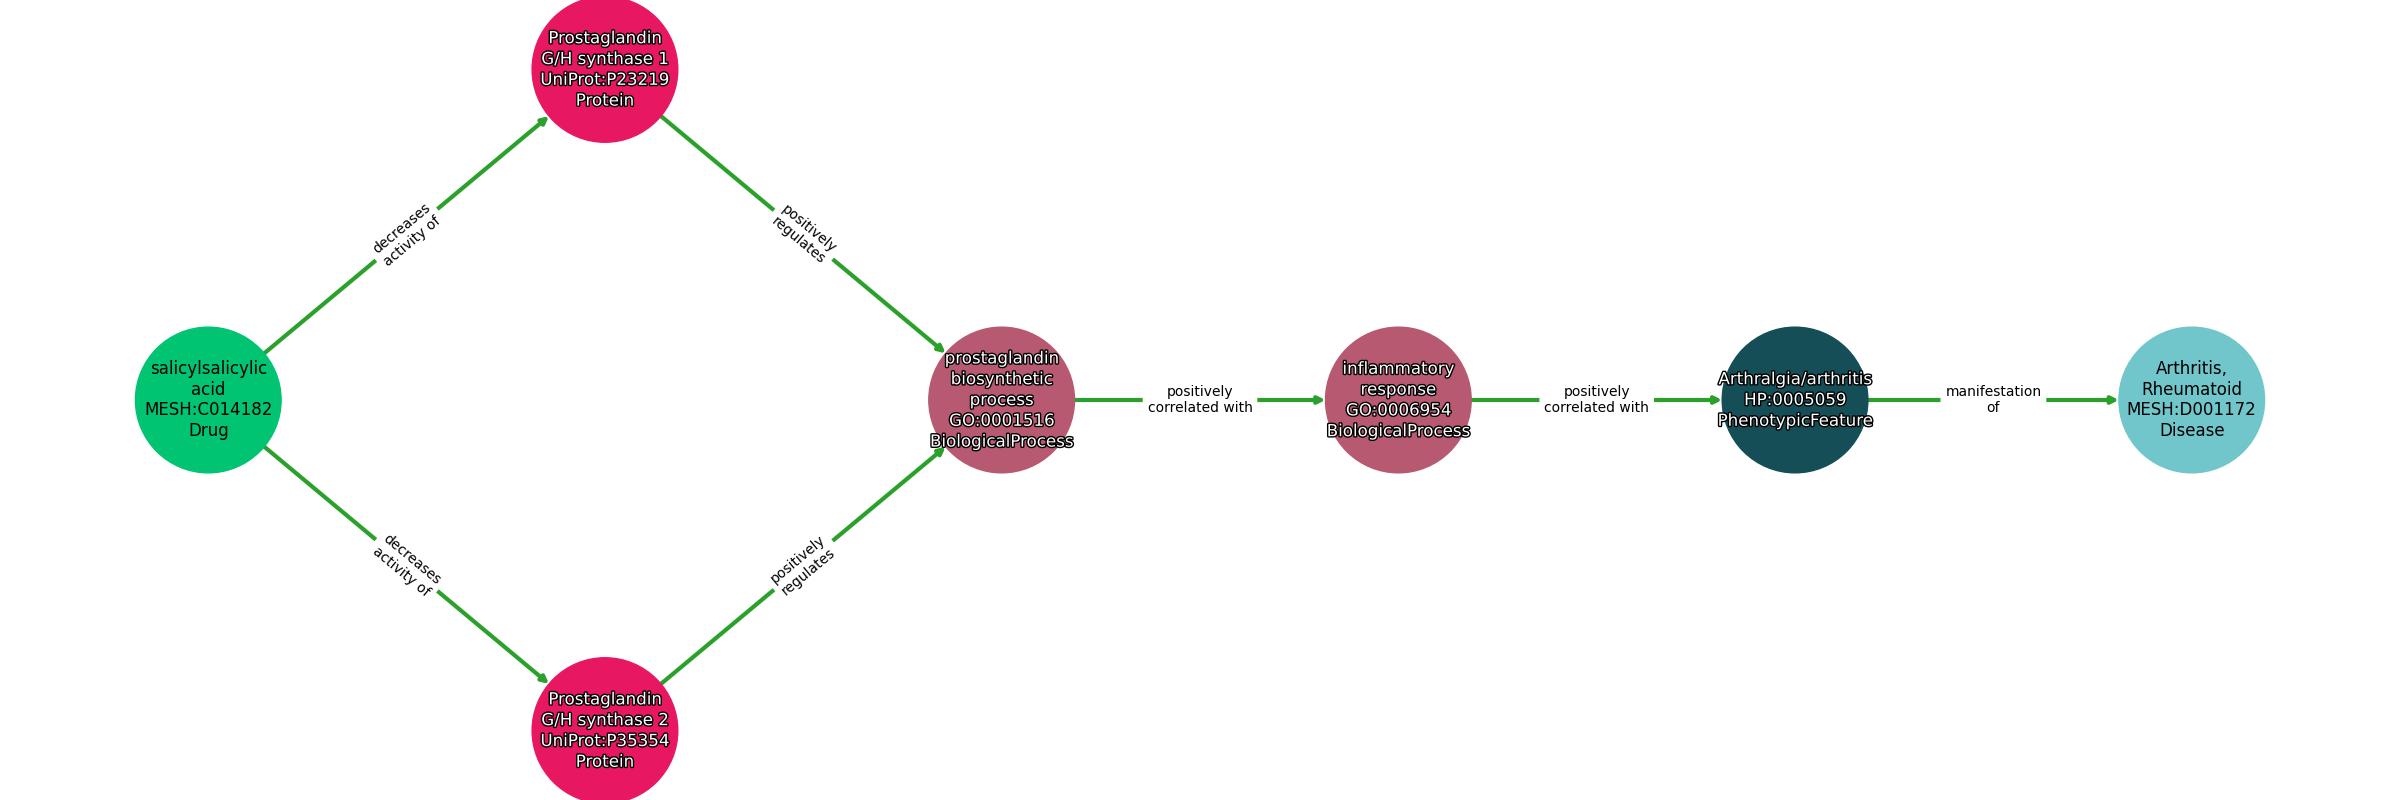 Prostaglandin
G/H synthase 1
UniProt:P23219
Protein
decreases
activity of
positively
regulates
salicylsalicylic
acid
MESH:C014182
Drug
prostaglandin
biosynthetic
process
GO:0001516
BiologicalProcess
positively
correlated with
inflammatory
response
GO:0006954
BiologicalProcess
positively
correlated with
Arthralgia/arthritis
HP:0005059
PhenotypicFeature
manifestation
of
Arthritis,
Rheumatoid
MESH:D001172
Disease
decreases
activity of
positively
regulates
Prostaglandin
G/H synthase 2
UniProt:P35354
Protein